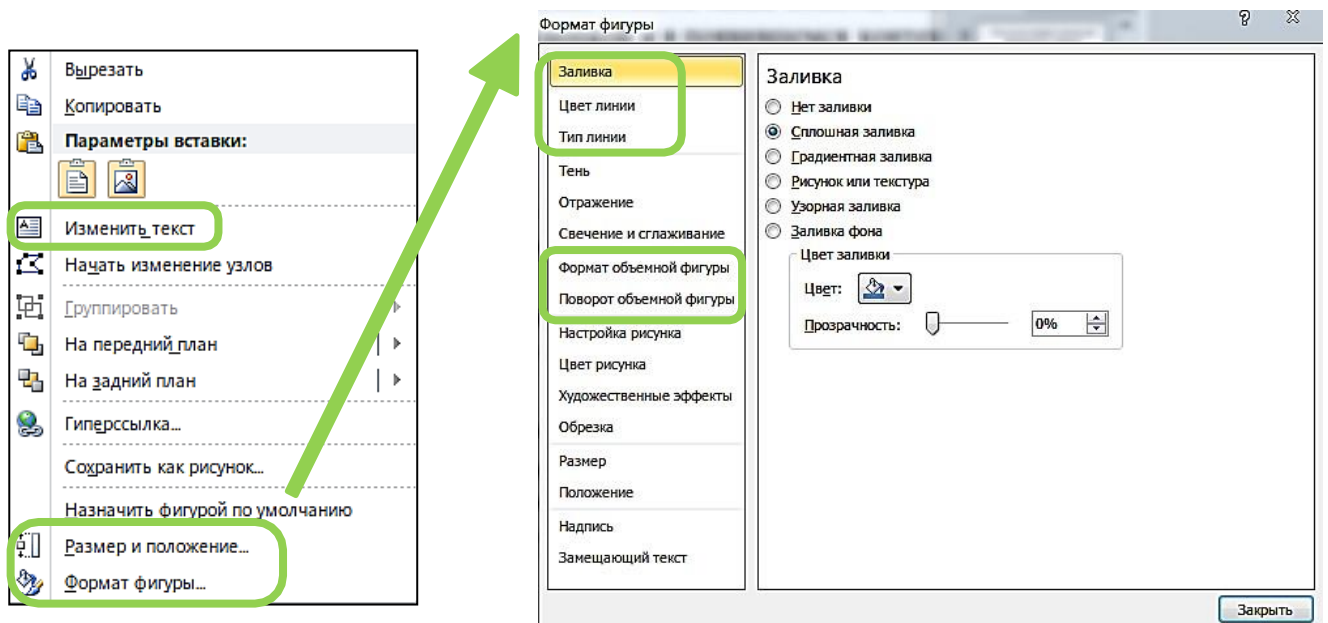 Вырезать
Копировать
Параметры вставки:
Изменить текст
Начать изменение узлов
Группировать
На передний план
На задний план
Гиперссылка...
Сохранить как рисунок...
Назначить фигурой по умолчанию
Размер и положение...
Формат фигуры...
Формат фигуры
Заливка
Цвет линии
Тип линии
Тень
Отражение
Свечение и сглаживание
Формат объемной фигуры
Поворот объемной фигуры
Настройка рисунка
Цвет рисунка
Художественные эффекты
Обрезка
Размер
Положение
Надпись
Замещающий текст
Заливка
Нет заливки
Сплошная заливка
Градиентная заливка
Рисунок или текстура
Узорная заливка
Заливка фона
Цвет заливки
Цвет:
Прозрачность: 0%
Закрыть